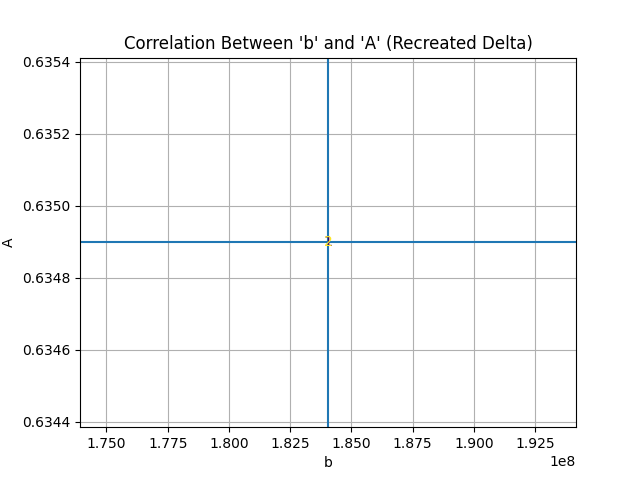 Correlation Between 'b' and 'A' (Recreated Delta)
0.6354
0.6352
0.6350
0.6348
0.6346
0.6344
A
1.750 1.775 1.800 1.825 1.850 1.875 1.900 1.925
1e8
b